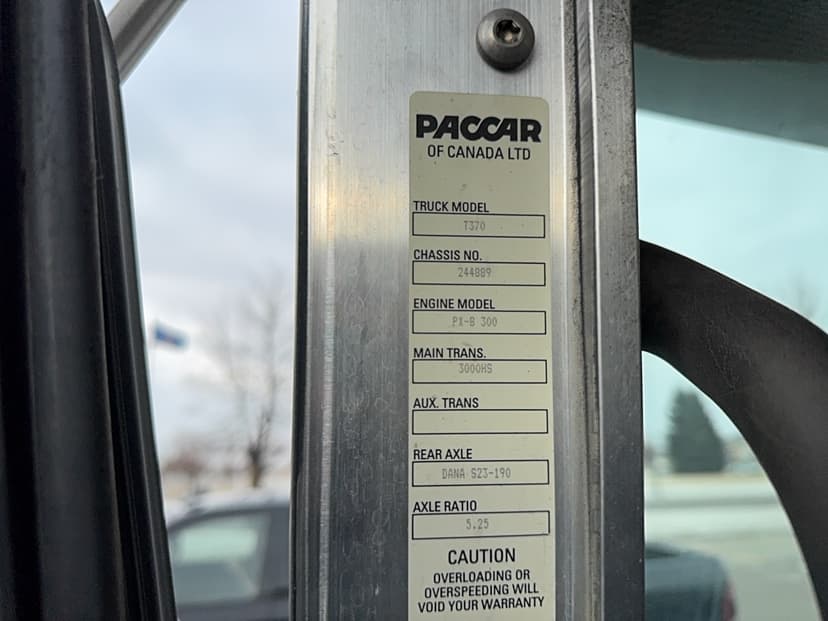 PACCAR
OF CANADA LTD
TRUCK MODEL
T370
CHASSIS NO.
244889
ENGINE MODEL
PX-8 300
MAIN TRANS.
3000HS
AUX. TRANS
REAR AXLE
DANA S23-190
AXLE RATIO
5.25
CAUTION
OVERLOADING OR
OVERSPEEDING WILL
VOID YOUR WARRANTY